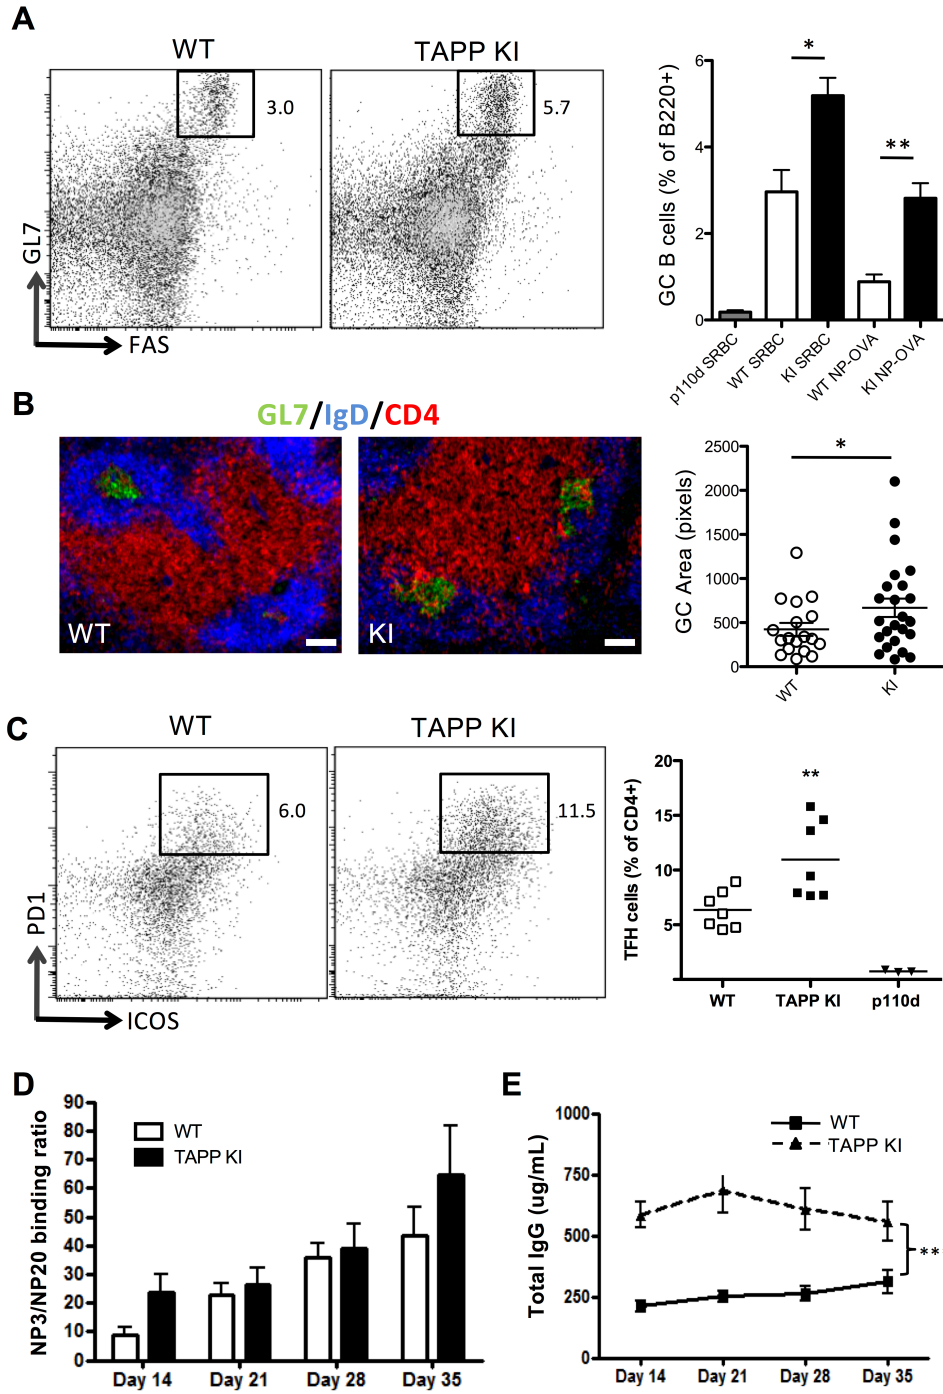 A
WT
TAPP KI
3.0
5.7
GL7
FAS
GC B cells (% of B220+)
6
4
2
0
*
**
p110d SRBC
WT SRBC
KI SRBC
WT NP-OVA
KI NP-OVA
B
GL7/IgD/CD4
WT
KI
GC Area (pixels)
2500
2000
1500
1000
500
0
*
WT
KI
C
WT
TAPP KI
6.0
11.5
PD1
ICOS
TFH cells (% of CD4+)
20
15
10
5
**
WT
TAPP KI
p110d
D
NP3/NP20 binding ratio
90
80
70
60
50
40
30
20
10
0
WT
TAPP KI
Day 14
Day 21
Day 28
Day 35
E
Total IgG (ug/mL)
1000
750
500
250
0
WT
TAPP KI
**
Day 14
Day 21
Day 28
Day 35